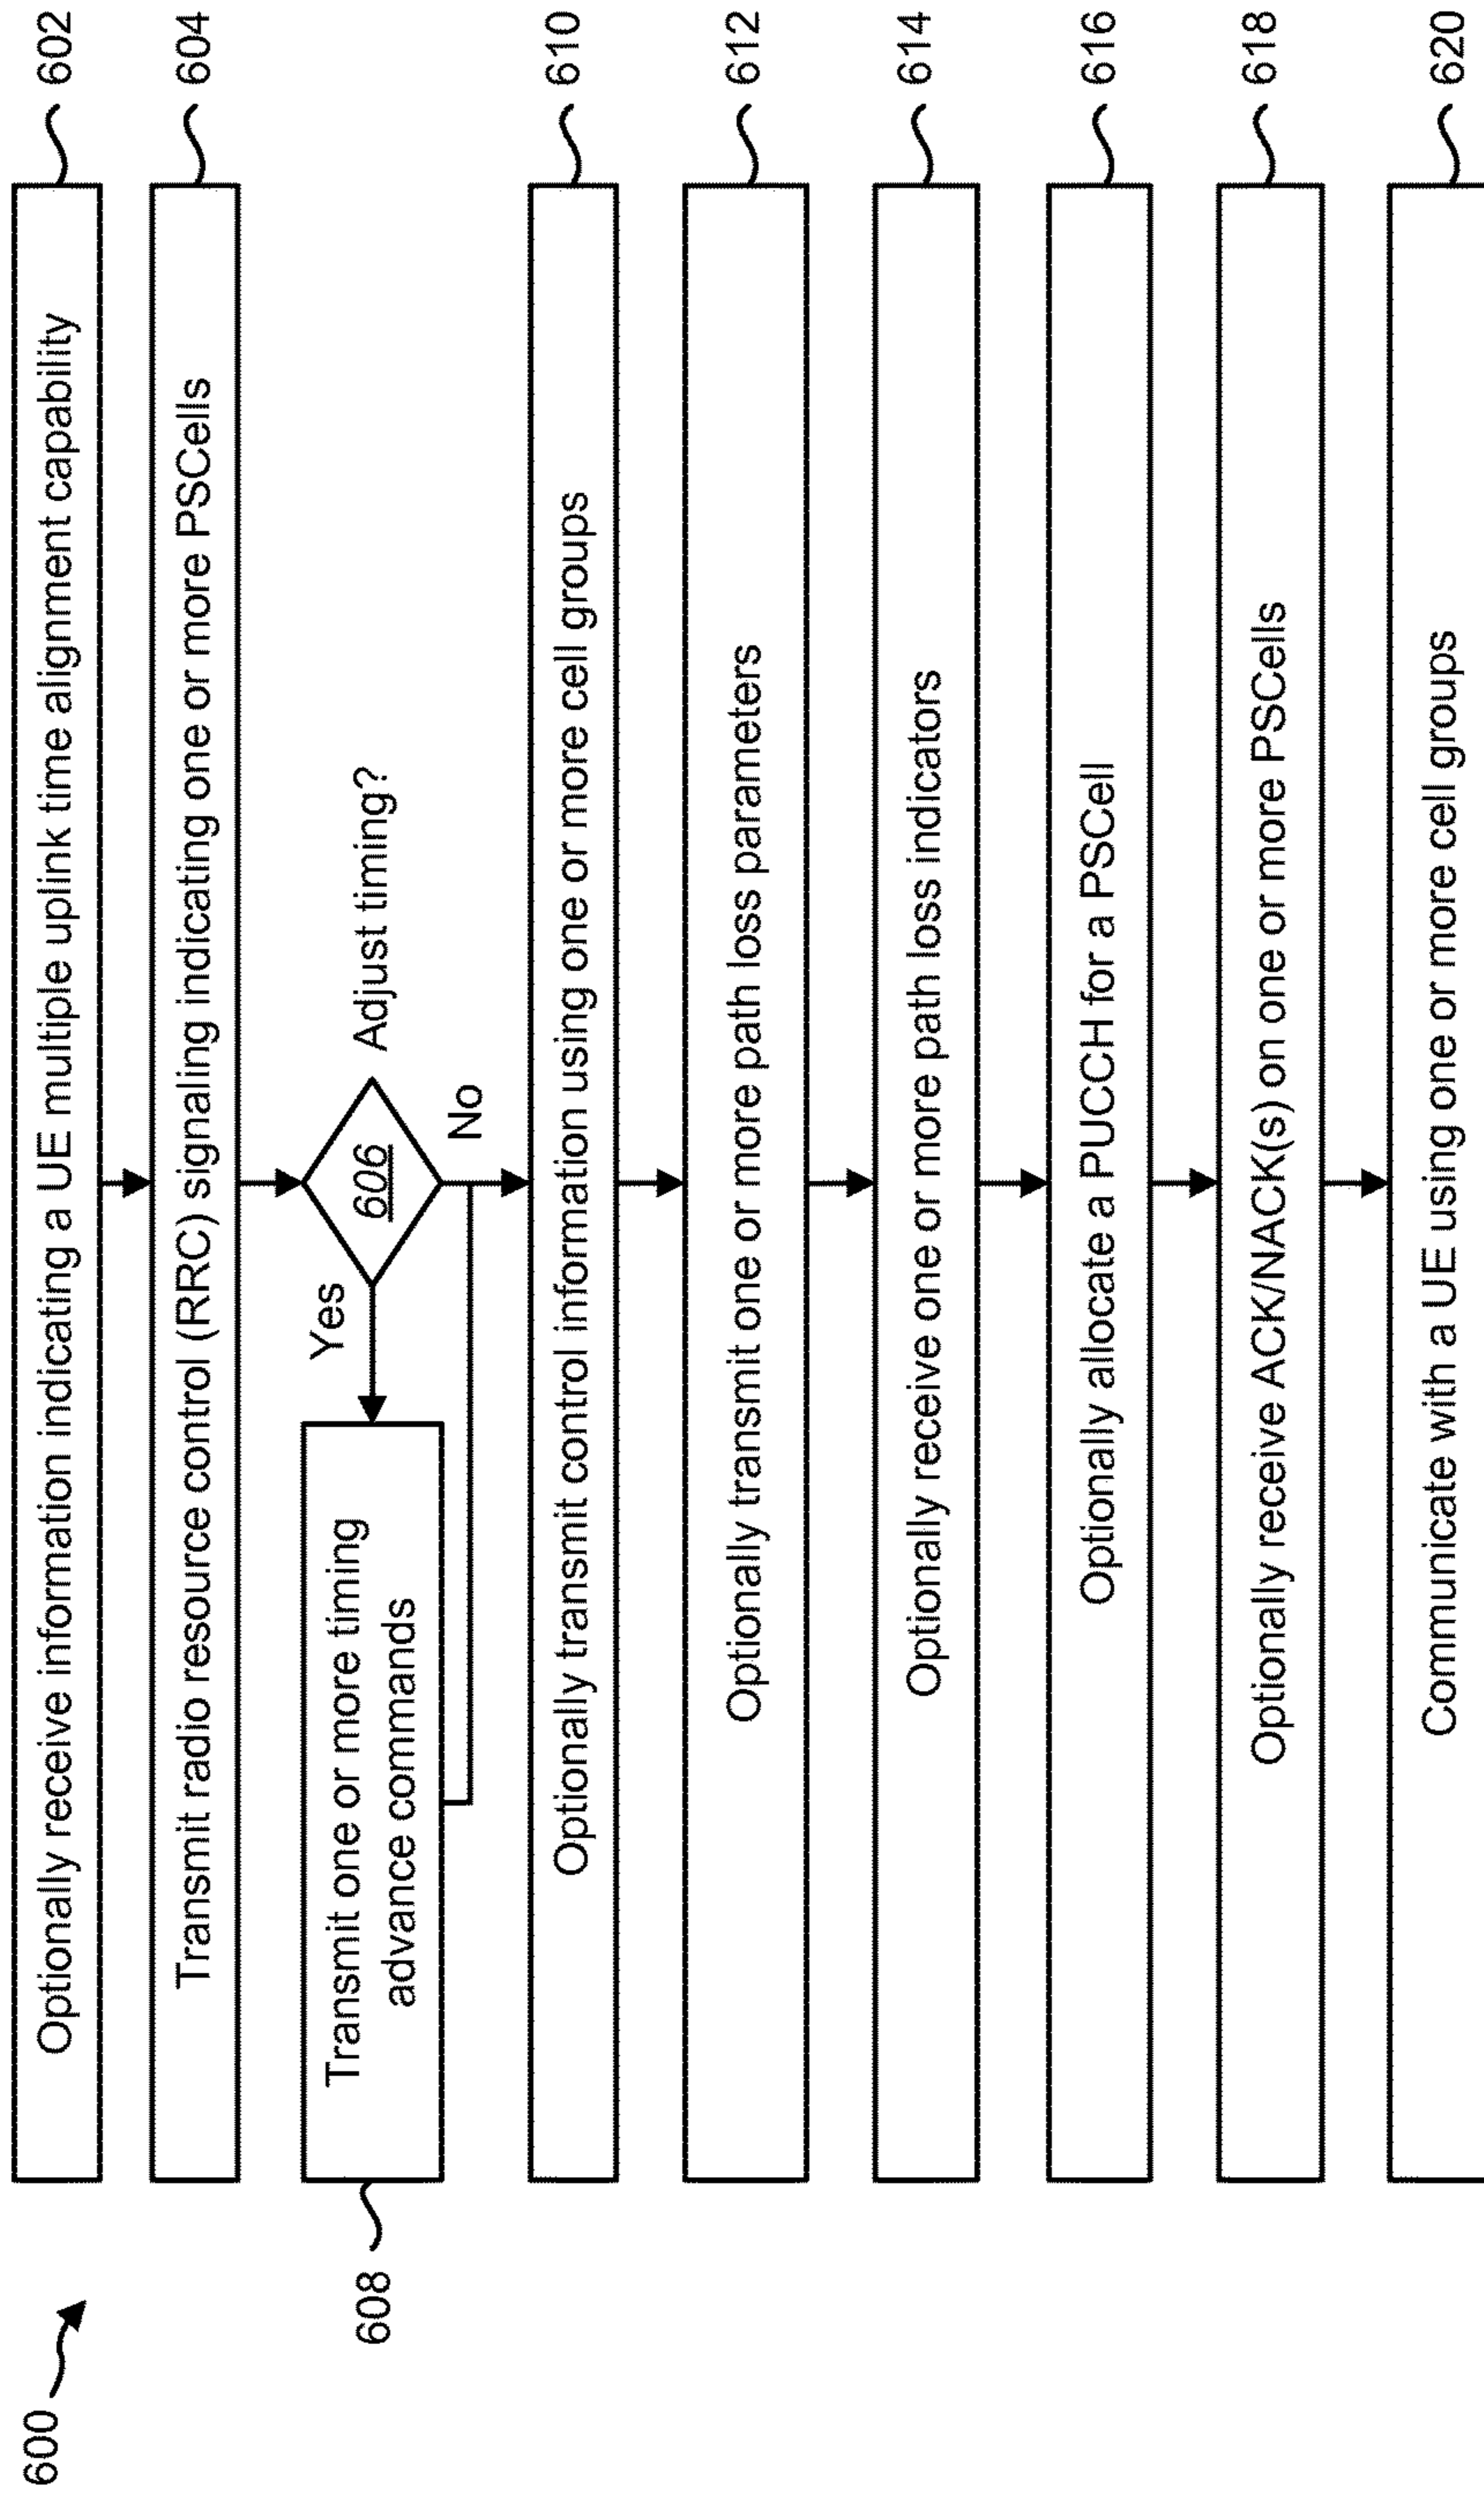 600
Optionally receive information indicating a UE multiple uplink time alignment capability
602
Transmit radio resource control (RRC) signaling indicating one or more PSCells
604
606
Adjust timing?
Yes
No
608
Transmit one or more timing
advance commands
Optionally transmit control information using one or more cell groups
610
Optionally transmit one or more path loss parameters
612
Optionally receive one or more path loss indicators
614
Optionally allocate a PUCCH for a PSCell
616
Optionally receive ACK/NACK(s) on one or more PSCells
618
Communicate with a UE using one or more cell groups
620